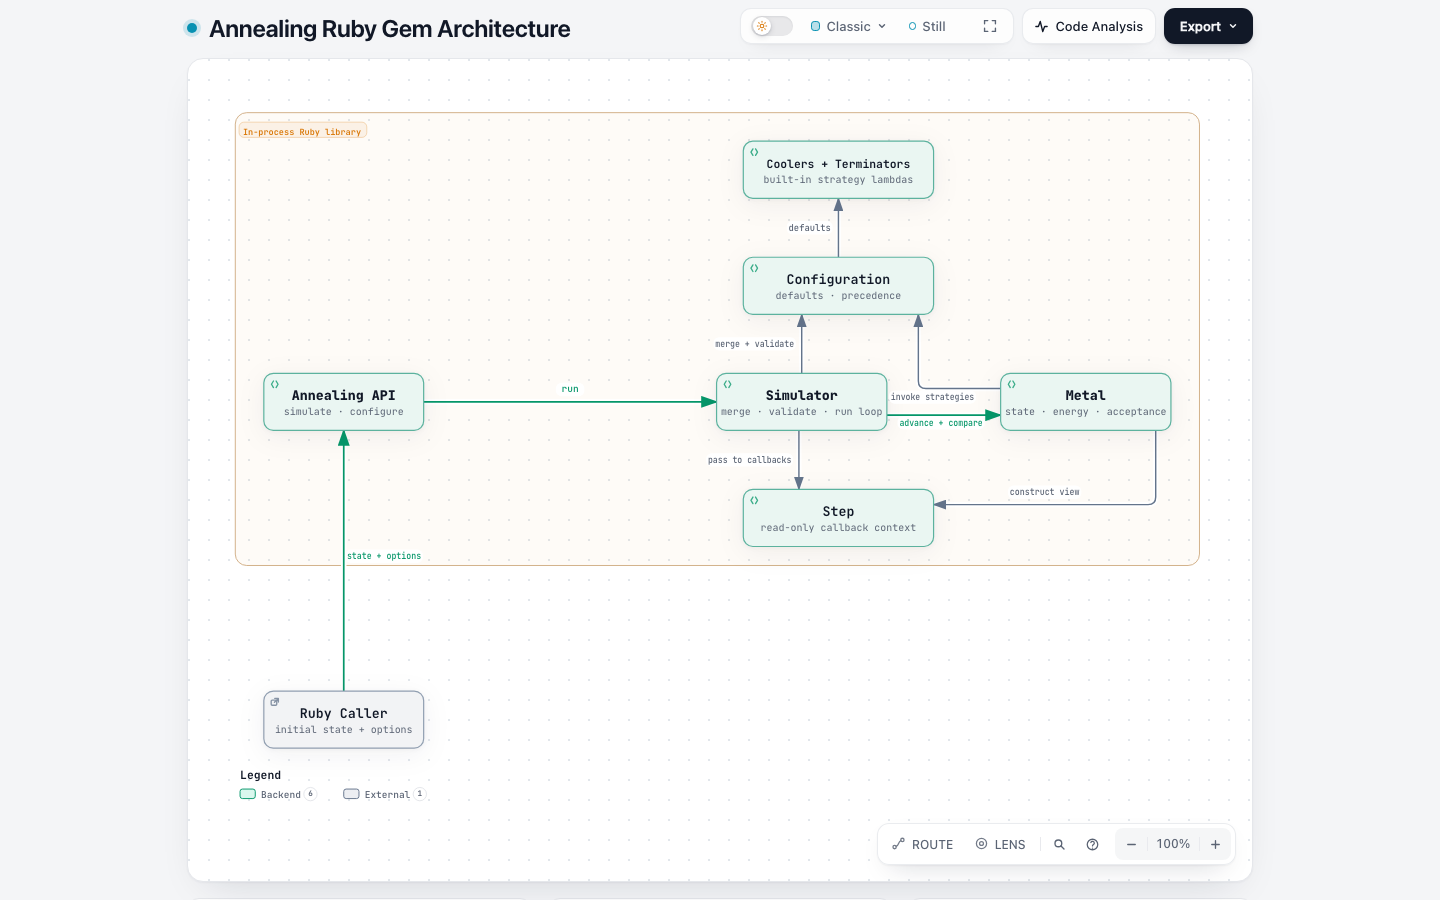 Annealing Ruby Gem Architecture
Classic
Still
Code Analysis
Export
In-process Ruby library
Coolers + Terminators
built-in strategy lambdas
defaults
Configuration
defaults · precedence
merge + validate
Annealing API
simulate · configure
run
Simulator
merge · validate · run loop
invoke strategies
advance + compare
Metal
state · energy · acceptance
pass to callbacks
construct view
Step
read-only callback context
state + options
Ruby Caller
initial state + options
Legend
Backend 6
External 1
ROUTE
LENS
100%